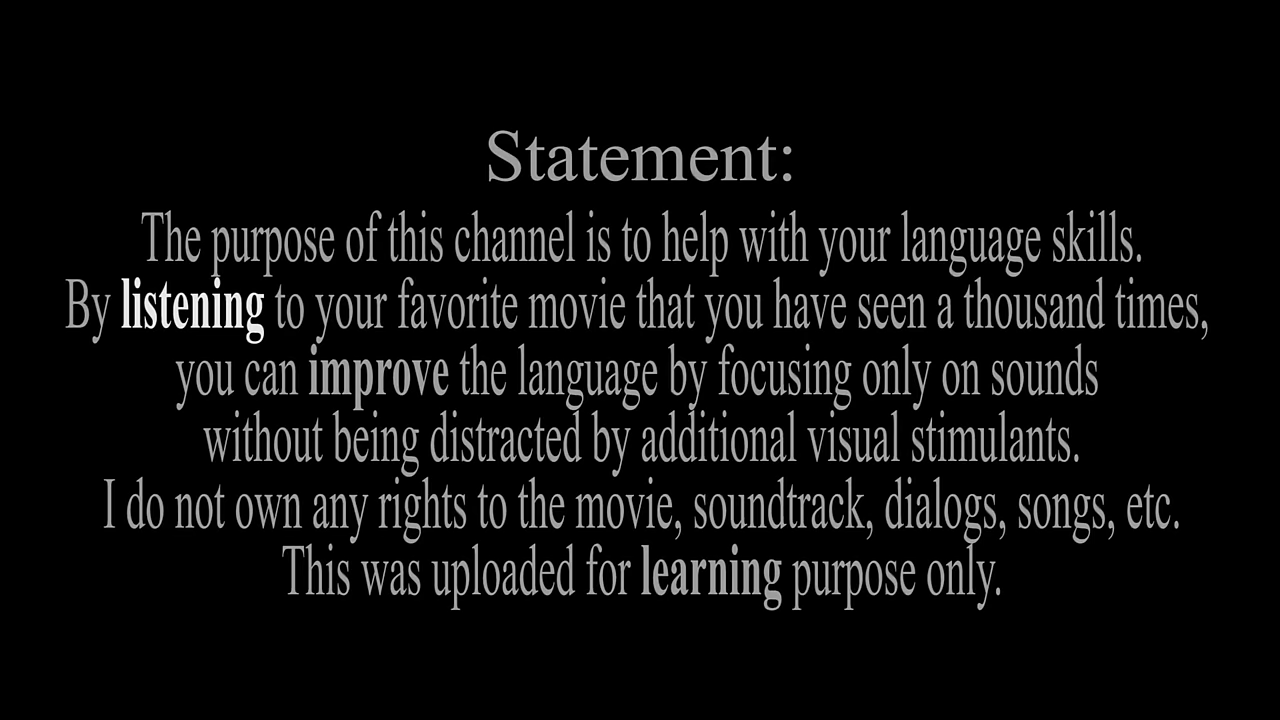 Statement:
The purpose of this channel is to help with your language skills.
By listening to your favorite movie that you have seen a thousand times,
you can improve the language by focusing only on sounds
without being distracted by additional visual stimulants.
I do not own any rights to the movie, soundtrack, dialogs, songs, etc.
This was uploaded for learning purpose only.